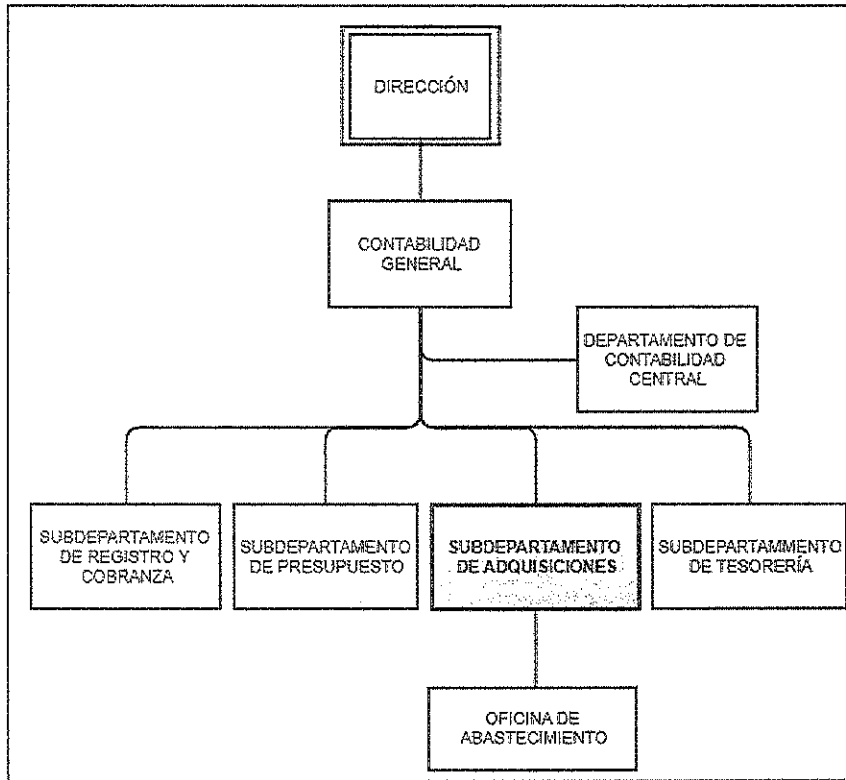 DIRECCIÓN
CONTABILIDAD
GENERAL
DEPARTAMENTO DE
CONTABILIDAD
CENTRAL
SUBDEPARTAMENTO
DE REGISTRO Y
COBRANZA
SUBDEPARTAMENTO
DE PRESUPUESTO
SUBDEPARTAMENTO
DE ADQUISICIONES
SUBDEPARTAMMENTO
DE TESORERÍA
OFICINA DE
ABASTECIMIENTO